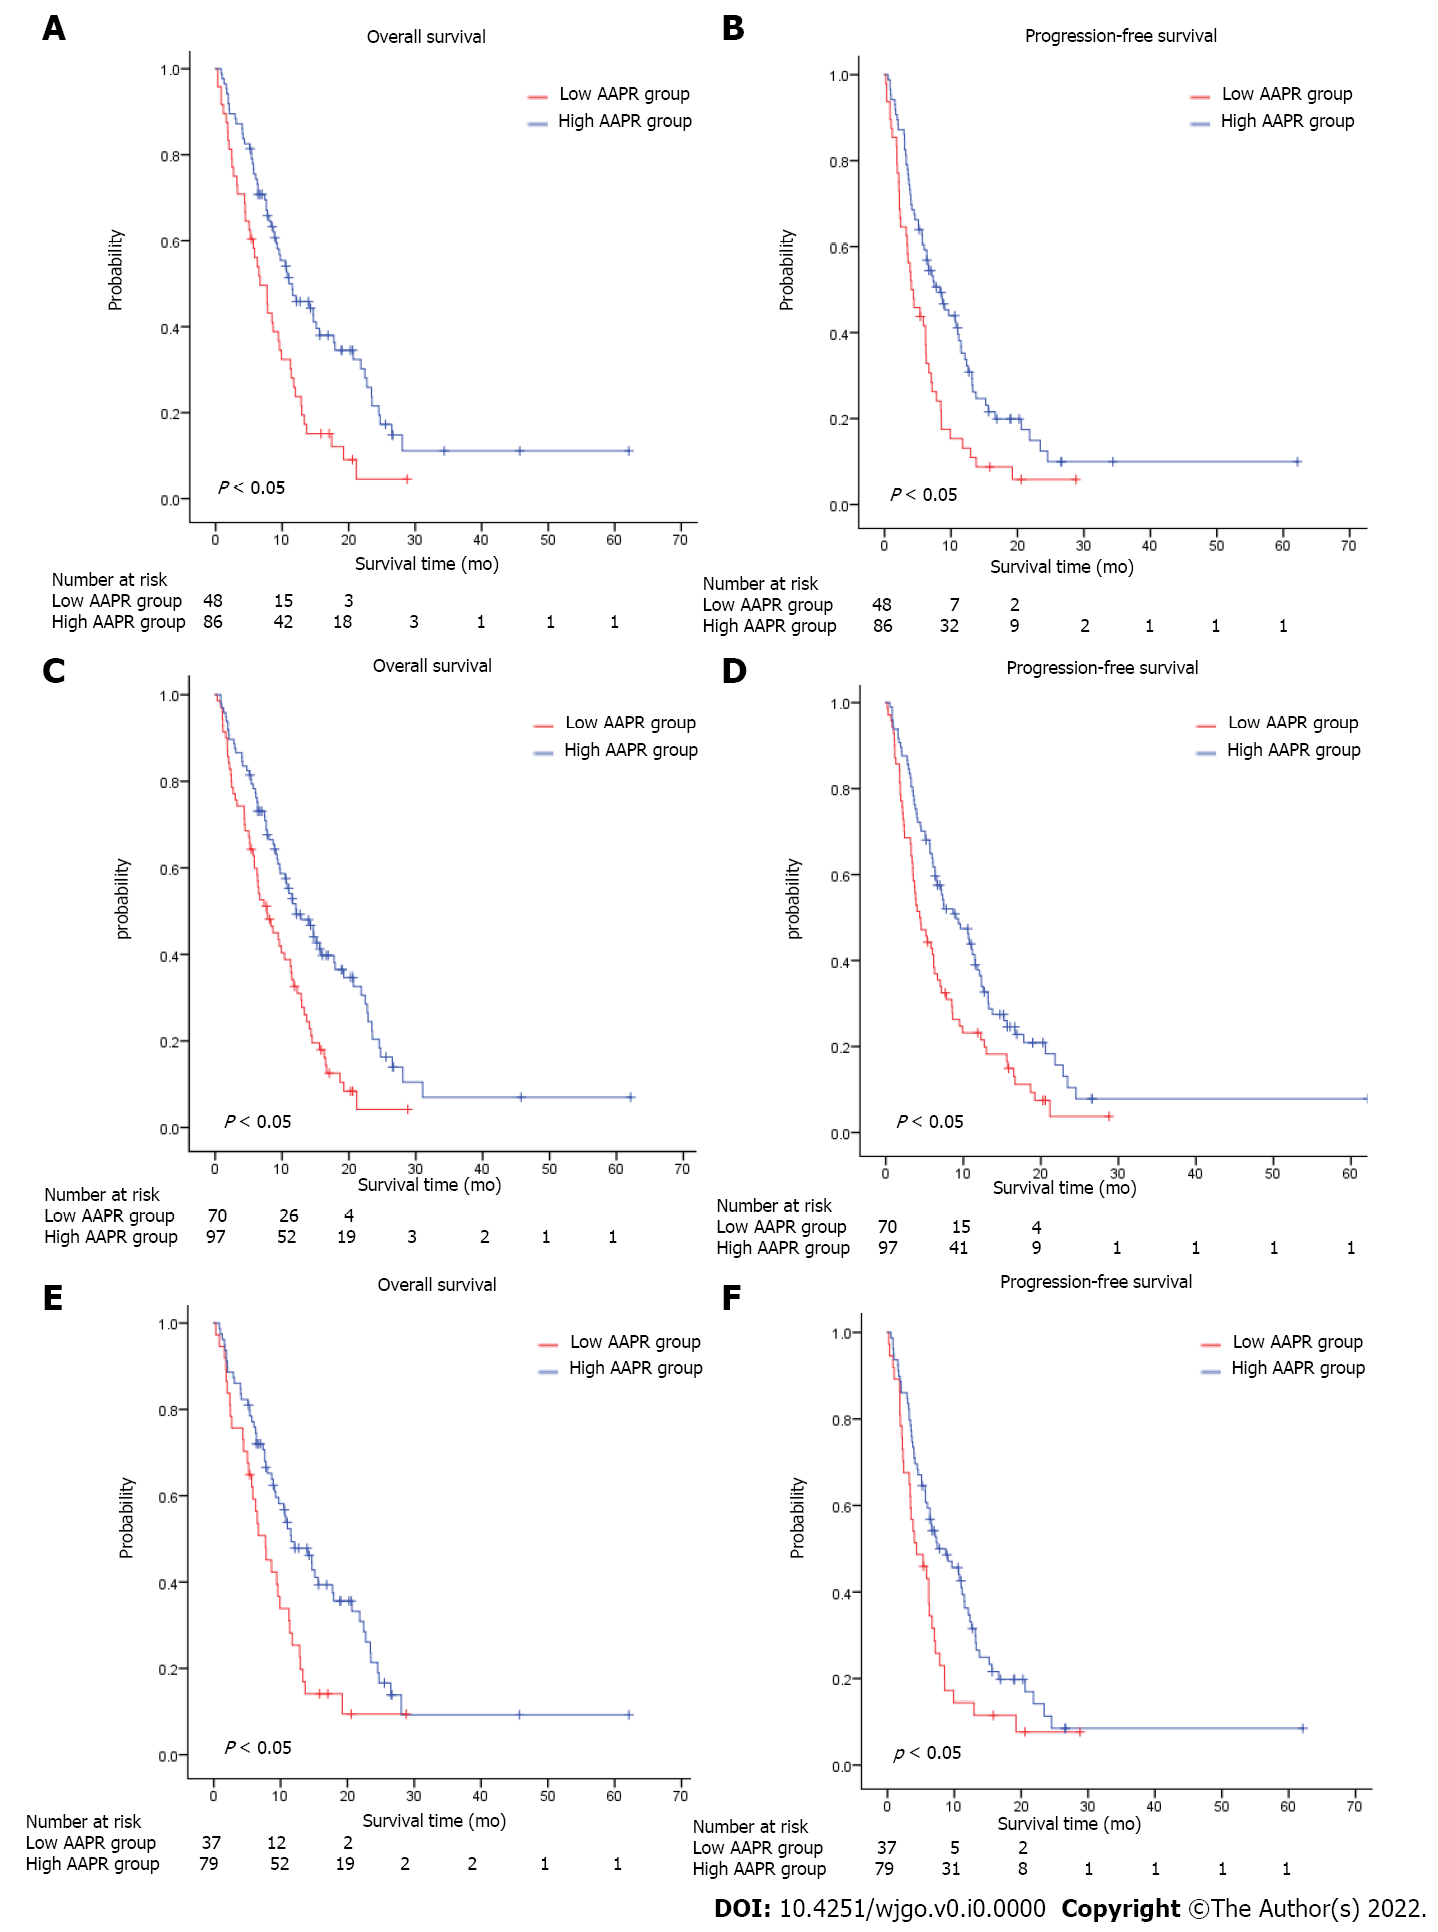 A
Overall survival
Low AAPR group
High AAPR group
Probability
1.0
0.8
0.6
0.4
0.2
0.0
P < 0.05
0 10 20 30 40 50 60 70
Survival time (mo)
Number at risk
Low AAPR group 48 15 3
High AAPR group 86 42 18 3 1 1 1
B
Progression-free survival
Low AAPR group
High AAPR group
Probability
1.0
0.8
0.6
0.4
0.2
0.0
P < 0.05
0 10 20 30 40 50 60 70
Survival time (mo)
Number at risk
Low AAPR group 48 7 2
High AAPR group 86 32 9 2 1 1 1
C
Overall survival
Low AAPR group
High AAPR group
probability
1.0
0.8
0.6
0.4
0.2
0.0
P < 0.05
0 10 20 30 40 50 60 70
Survival time (mo)
Number at risk
Low AAPR group 70 26 4
High AAPR group 97 52 19 3 2 1 1
D
Progression-free survival
Low AAPR group
High AAPR group
probability
1.0
0.8
0.6
0.4
0.2
0.0
P < 0.05
0 10 20 30 40 50 60
Survival time (mo)
Number at risk
Low AAPR group 70 15 4
High AAPR group 97 41 9 1 1 1 1
E
Overall survival
Low AAPR group
High AAPR group
Probability
1.0
0.8
0.6
0.4
0.2
0.0
P < 0.05
0 10 20 30 40 50 60 70
Survival time (mo)
Number at risk
Low AAPR group 37 12 2
High AAPR group 79 52 19 2 2 1 1
F
Progression-free survival
Low AAPR group
High AAPR group
Probability
1.0
0.8
0.6
0.4
0.2
0.0
p < 0.05
0 10 20 30 40 50 60 70
Survival time (mo)
Number at risk
Low AAPR group 37 5 2
High AAPR group 79 31 8 1 1 1 1
DOI: 10.4251/wjgo.v0.i0.0000 Copyright ©The Author(s) 2022.